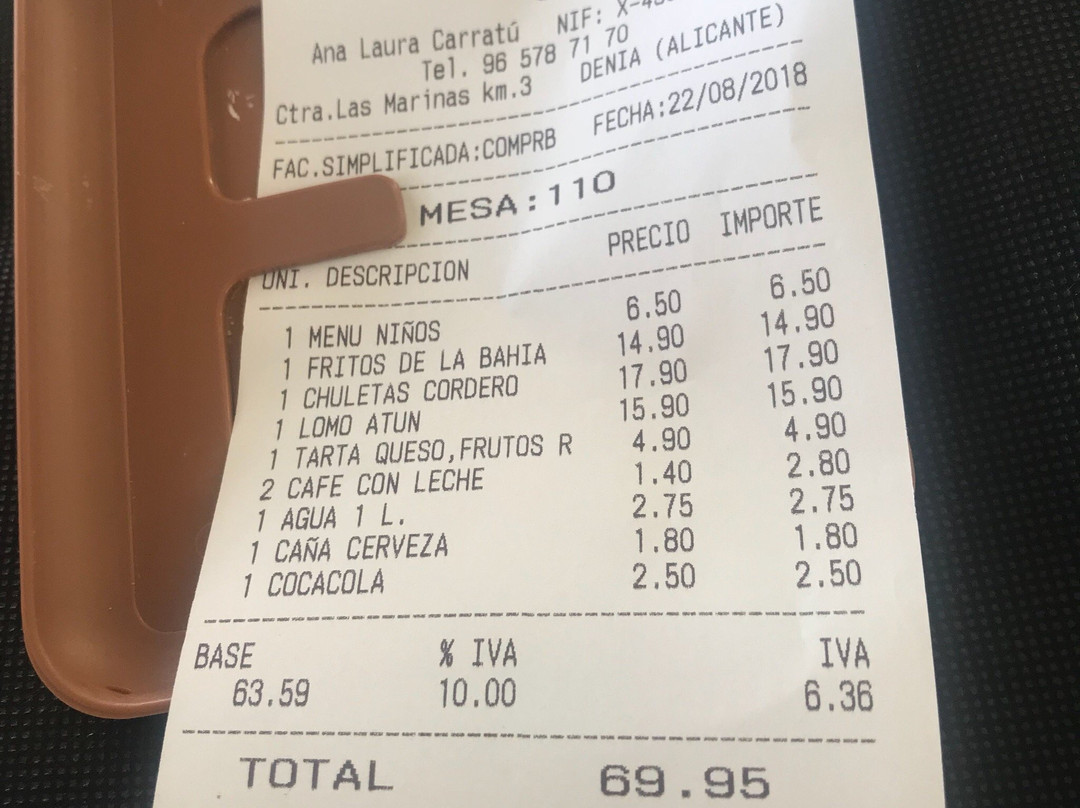 Ana Laura Carratú NIF:
Tel. 96 578 71 70
Ctra.Las Marinas km.3 DENIA (ALICANTE)
FAC.SIMPLIFICADA:COMPRB FECHA:22/08/2018
MESA:110
UNI. DESCRIPCION PRECIO IMPORTE
1 MENU NIÑOS 6.50 6.50
1 FRITOS DE LA BAHIA 14.90 14.90
1 CHULETAS CORDERO 17.90 17.90
1 LOMO ATUN 15.90 15.90
1 TARTA QUESO,FRUTOS R 4.90 4.90
2 CAFE CON LECHE 1.40 2.80
1 AGUA 1 L. 2.75 2.75
1 CAÑA CERVEZA 1.80 1.80
1 COCACOLA 2.50 2.50
BASE % IVA IVA
63.59 10.00 6.36
TOTAL 69.95